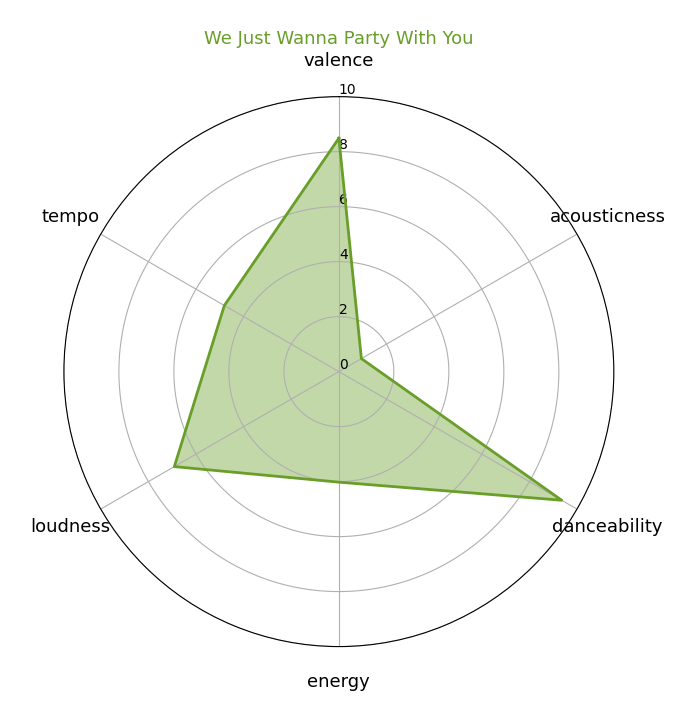 We Just Wanna Party With You
valence
10
8
6
4
2
0
tempo
acousticness
loudness
danceability
energy